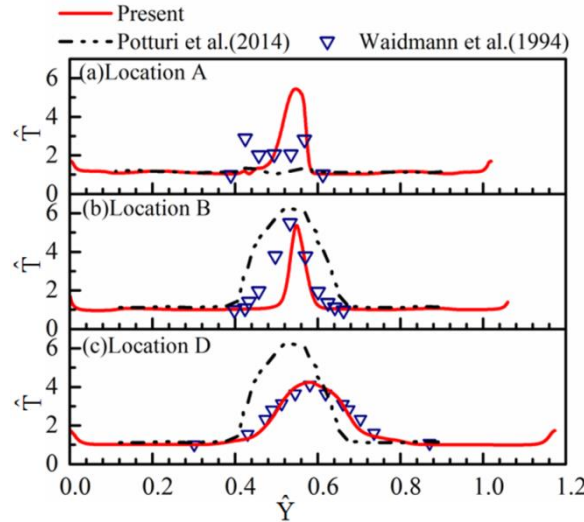 Present
Potturi et al.(2014) Waidmann et al.(1994)
(a)Location A
6
4
2
0
T̂
(b)Location B
6
4
2
0
T̂
(c)Location D
6
4
2
0
T̂
0.0 0.2 0.4 0.6 0.8 1.0 1.2
Ŷ